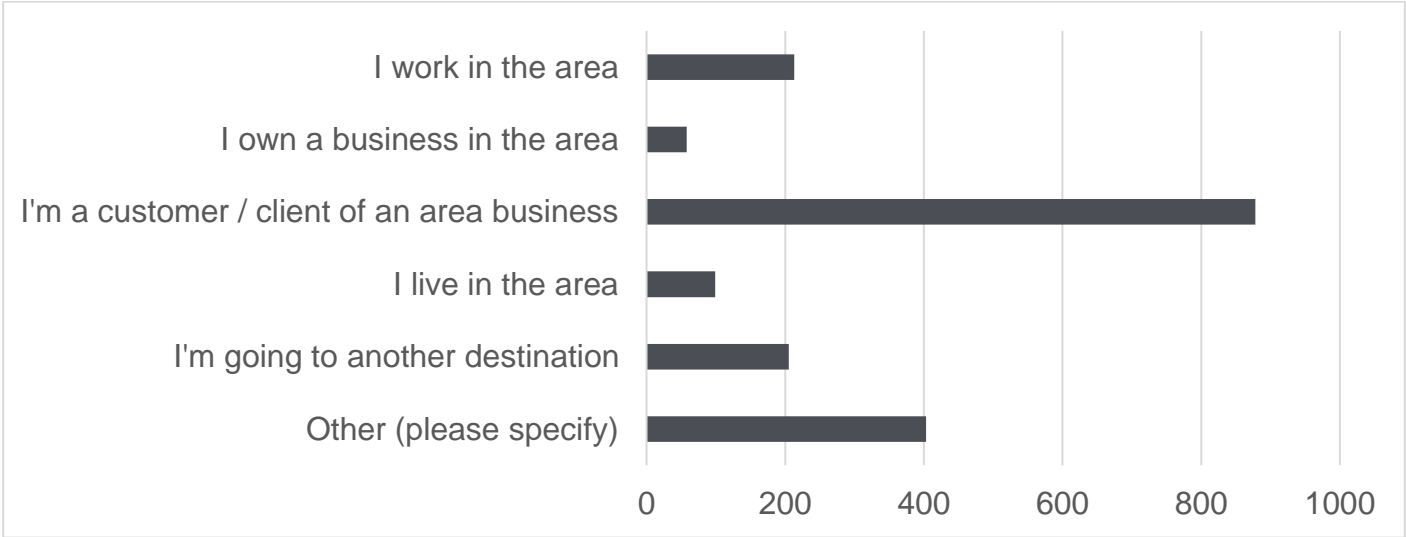 I work in the area
I own a business in the area
I'm a customer / client of an area business
I live in the area
I'm going to another destination
Other (please specify)
0 200 400 600 800 1000